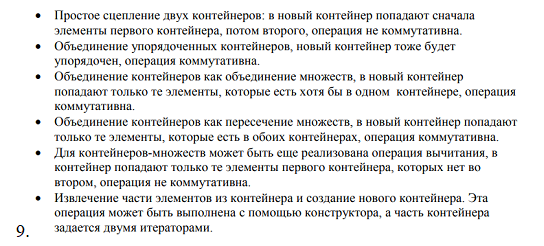 • Простое сцепление двух контейнеров: в новый контейнер попадают сначала
элементы первого контейнера, потом второго, операция не коммутативна.
• Объединение упорядоченных контейнеров, новый контейнер тоже будет
упорядочен, операция коммутативна.
• Объединение контейнеров как объединение множеств, в новый контейнер
попадают только те элементы, которые есть хотя бы в одном контейнере, операция
коммутативна.
• Объединение контейнеров как пересечение множеств, в новый контейнер попадают
только те элементы, которые есть в обоих контейнерах, операция коммутативна.
• Для контейнеров-множеств может быть еще реализована операция вычитания, в
контейнер попадают только те элементы первого контейнера, которых нет во
втором, операция не коммутативна.
• Извлечение части элементов из контейнера и создание нового контейнера. Эта
операция может быть выполнена с помощью конструктора, а часть контейнера
9. задается двумя итераторами.